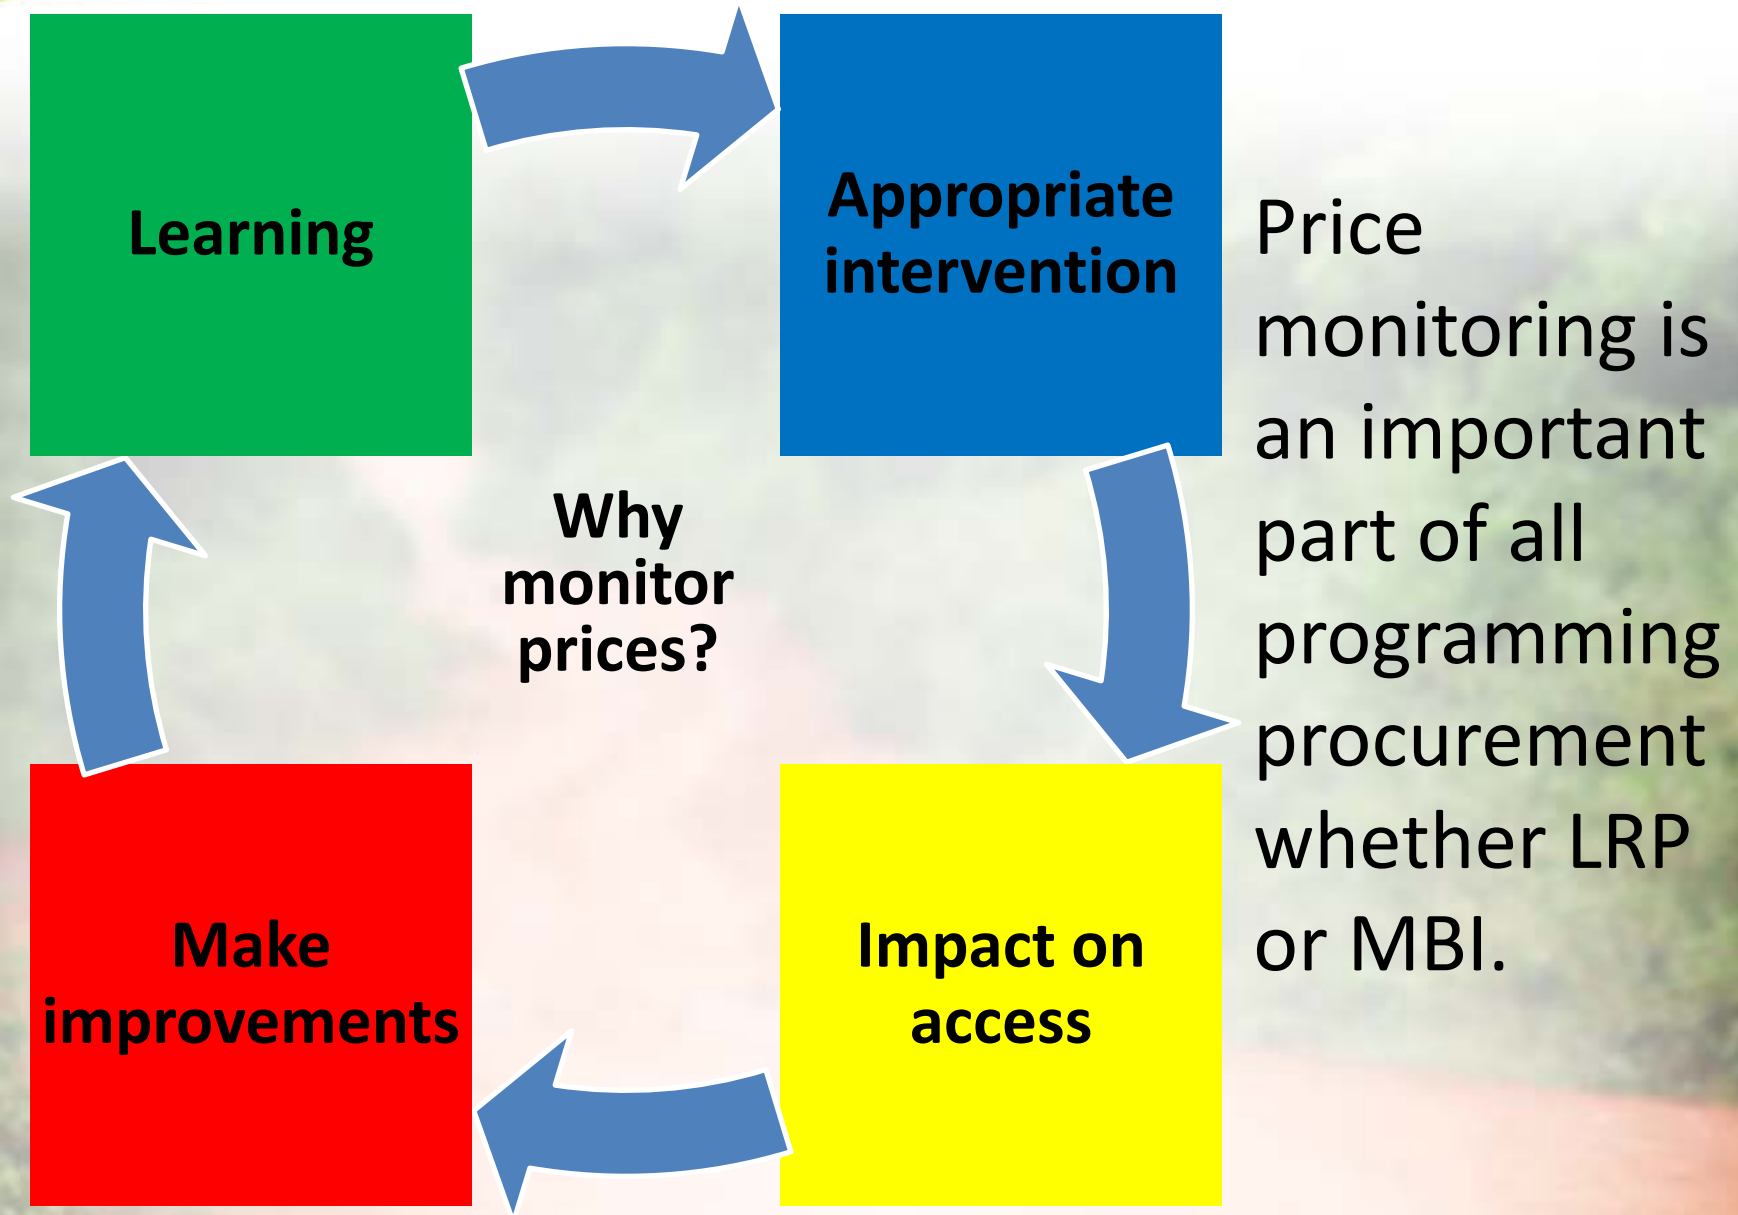 Learning
Appropriate
intervention
Why
monitor
prices?
Make
improvements
Impact on
access
Price
monitoring is
an important
part of all
programming
procurement
whether LRP
or MBI.